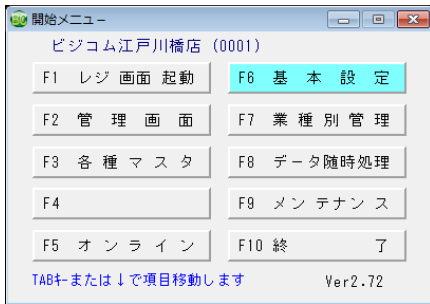 開始メニュー
ビジコム江戸川橋店 (0001)
F1 レジ 画面 起動
F6 基 本 設 定
F2 管 理 画 面
F7 業 種 別 管 理
F3 各 種 マ ス タ
F8 データ随時処理
F4
F9 メ ン テ ナ ン ス
F5 オ ン ラ イ ン
F10 終 了
TABｷｰまたは↓で項目移動します Ver2.72